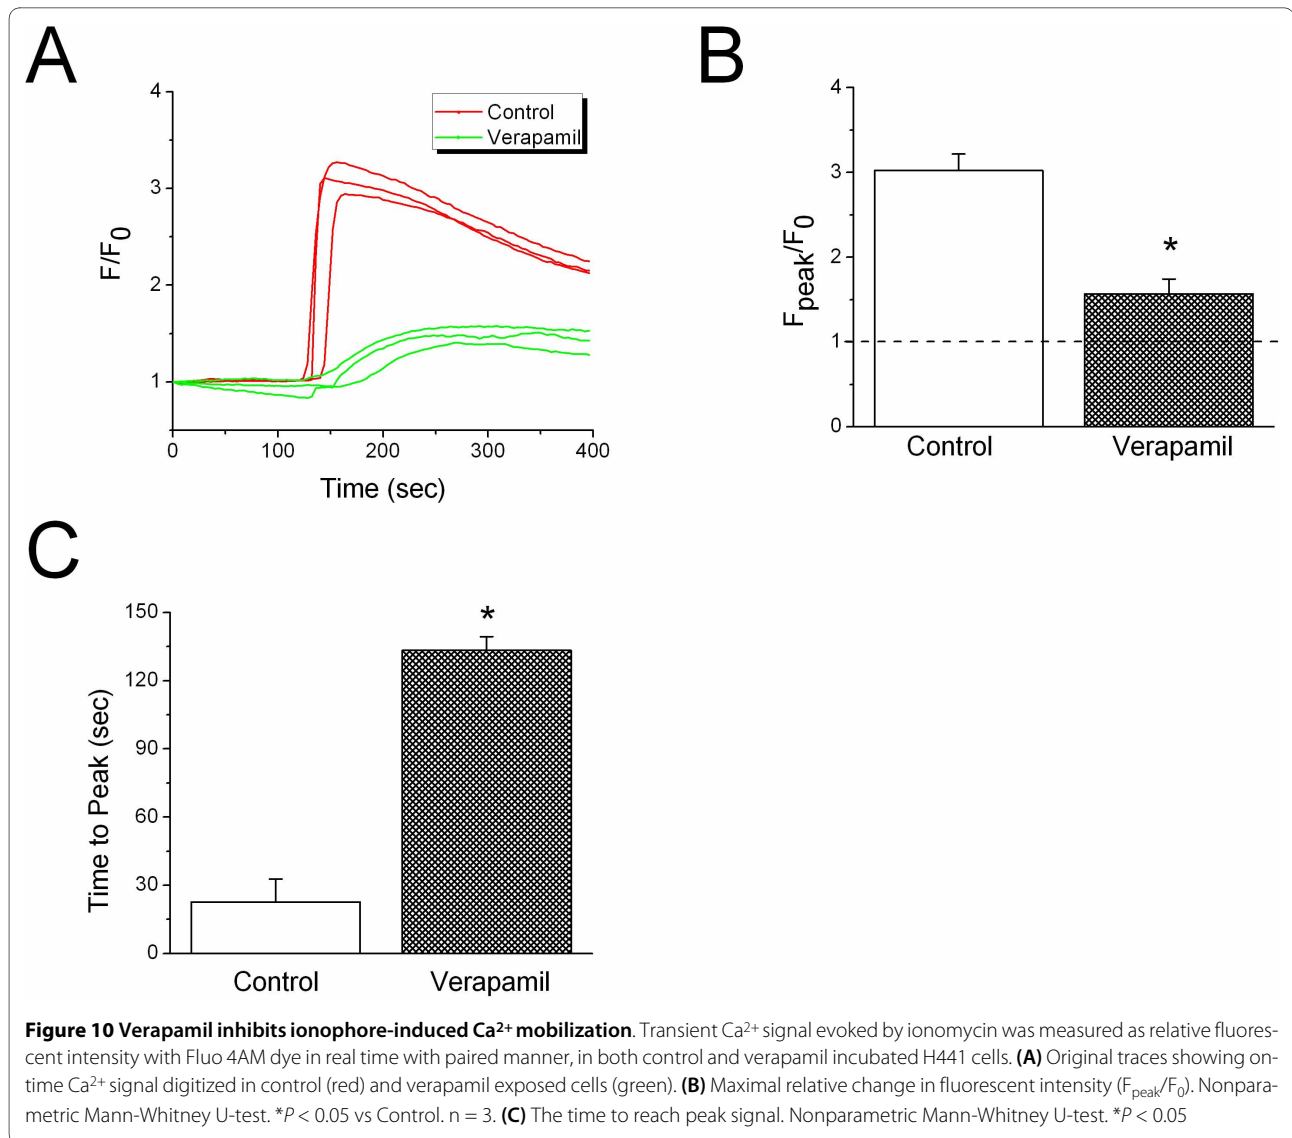 A
4
3
2
1
F/F0
Control
Verapamil
0 100 200 300 400
Time (sec)
B
4
3
2
1
0
Fpeak/F0
*
Control Verapamil
C
150
120
90
60
30
0
Time to Peak (sec)
*
Control Verapamil
Figure 10 Verapamil inhibits ionophore-induced Ca2+ mobilization. Transient Ca2+ signal evoked by ionomycin was measured as relative fluores-
cent intensity with Fluo 4AM dye in real time with paired manner, in both control and verapamil incubated H441 cells. (A) Original traces showing on-
time Ca2+ signal digitized in control (red) and verapamil exposed cells (green). (B) Maximal relative change in fluorescent intensity (Fpeak/F0). Nonpara-
metric Mann-Whitney U-test. *P < 0.05 vs Control. n = 3. (C) The time to reach peak signal. Nonparametric Mann-Whitney U-test. *P < 0.05